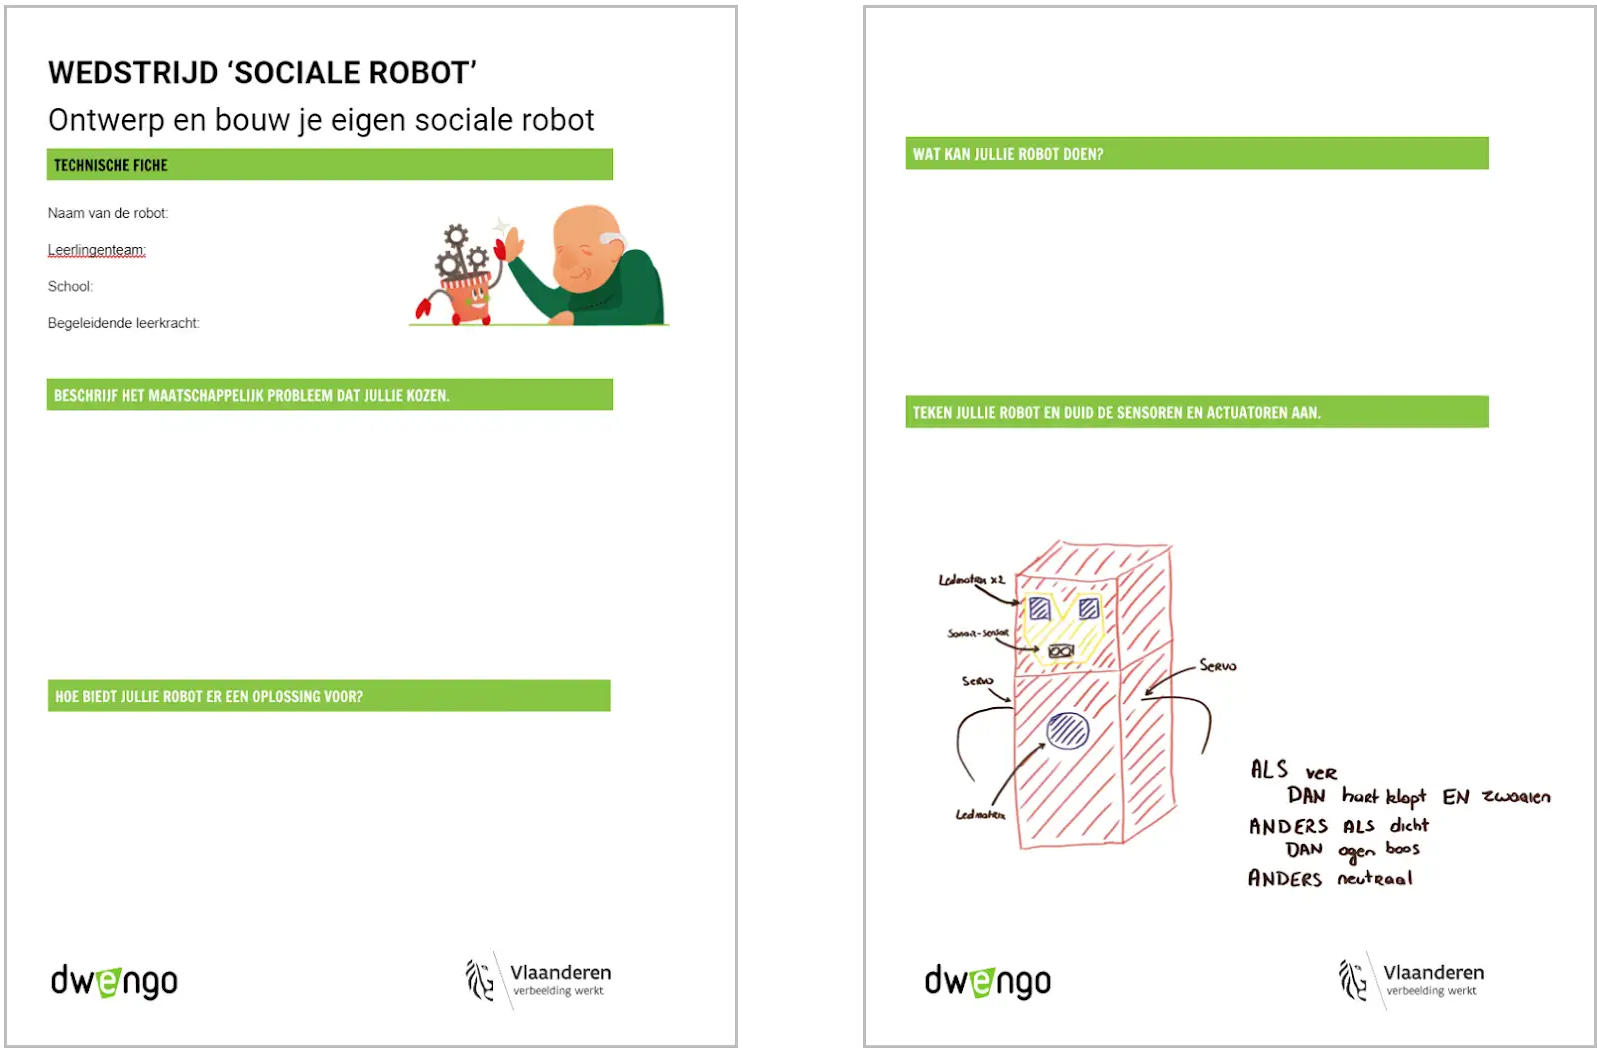 WEDSTRIJD ‘SOCIALE ROBOT’
Ontwerp en bouw je eigen sociale robot
TECHNISCHE FICHE
Naam van de robot:
Leerlingenteam:
School:
Begeleidende leerkracht:
BESCHRIJF HET MAATSCHAPPELIJK PROBLEEM DAT JULLIE KOZEN.
HOE BIEDT JULLIE ROBOT ER EEN OPLOSSING VOOR?
dwengo
Vlaanderen
verbeelding werkt
WAT KAN JULLIE ROBOT DOEN?
TEKEN JULLIE ROBOT EN DUID DE SENSOREN EN ACTUATOREN AAN.
Ledmatrix x2
Sonar-sensor
Servo
Servo
Ledmatrix
ALS ver
DAN hart klopt EN zwaaien
ANDERS ALS dicht
DAN ogen boos
ANDERS neutraal
dwengo
Vlaanderen
verbeelding werkt